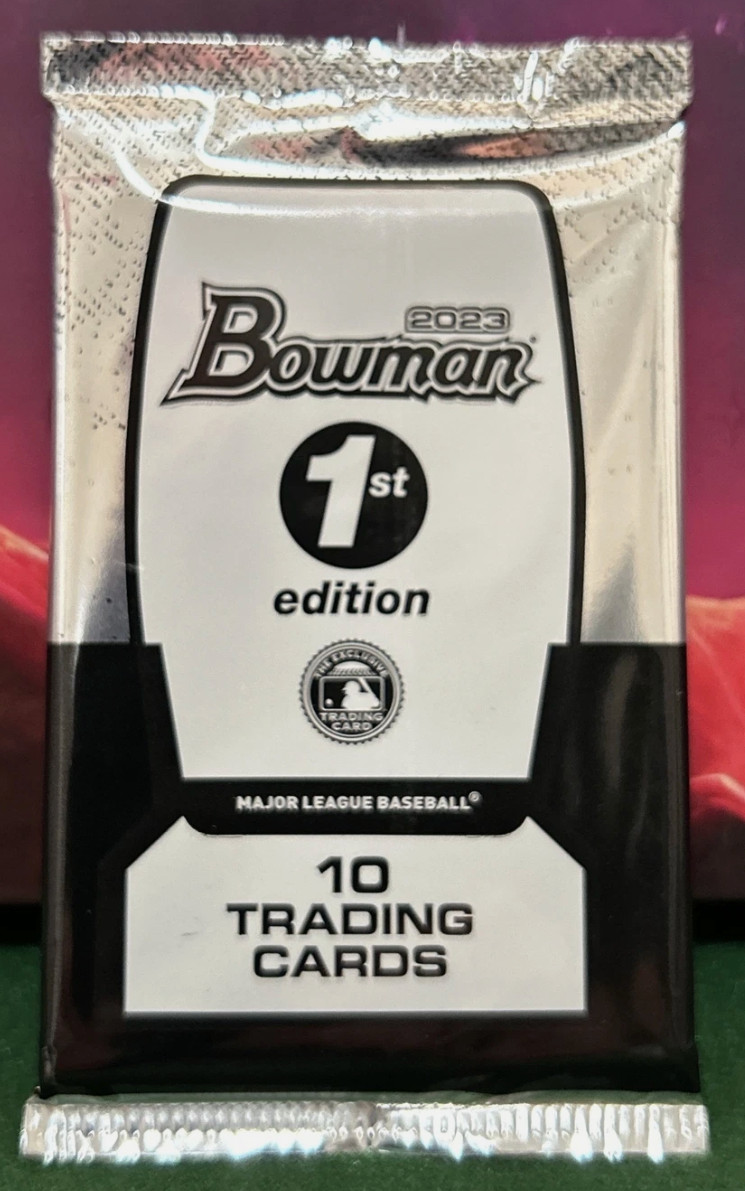 2023
Bowman
1st
edition
THE EXCLUSIVE
TRADING
CARD
MAJOR LEAGUE BASEBALL®
10
TRADING
CARDS